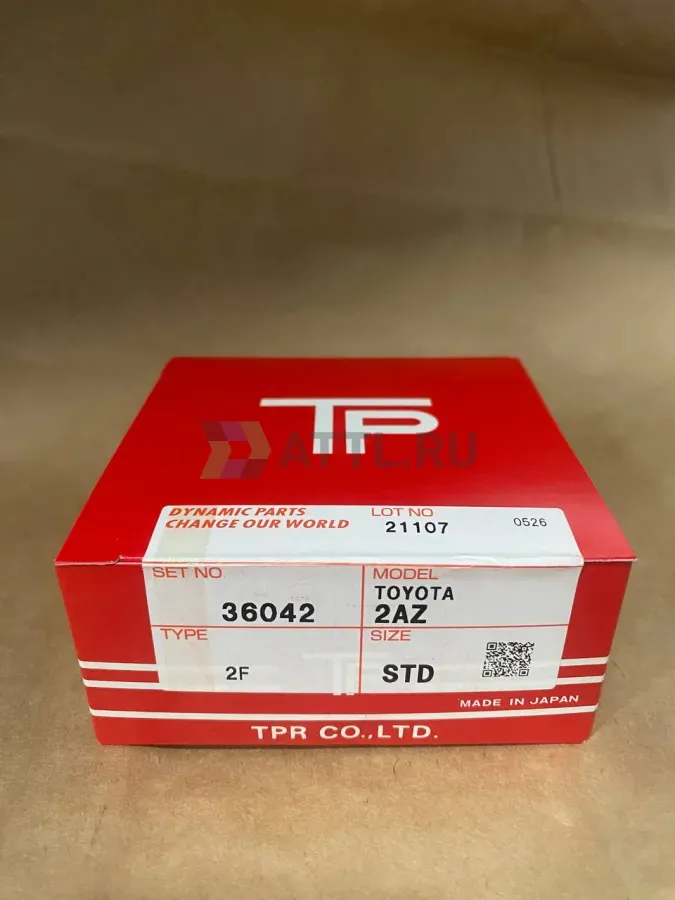 TP
ATTL.RU
DYNAMIC PARTS
CHANGE OUR WORLD
LOT NO
21107
0526
SET NO.
36042
MODEL
TOYOTA
2AZ
TYPE
2F
SIZE
STD
TP
MADE IN JAPAN
TPR CO.,LTD.